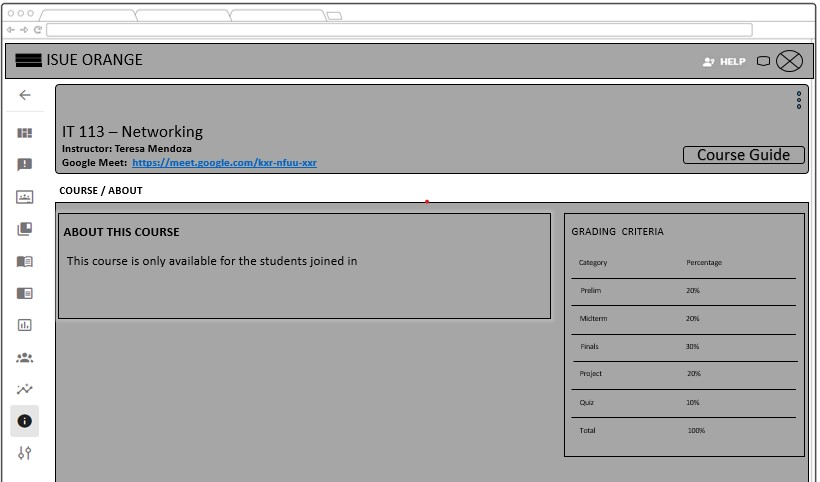 ISUE ORANGE
HELP
IT 113 – Networking
Instructor: Teresa Mendoza
Google Meet: https://meet.google.com/kxr-nfuu-xxr
Course Guide
COURSE / ABOUT
ABOUT THIS COURSE
This course is only available for the students joined in
GRADING CRITERIA
Category Percentage
Prelim 20%
Midterm 20%
Finals 30%
Project 20%
Quiz 10%
Total 100%